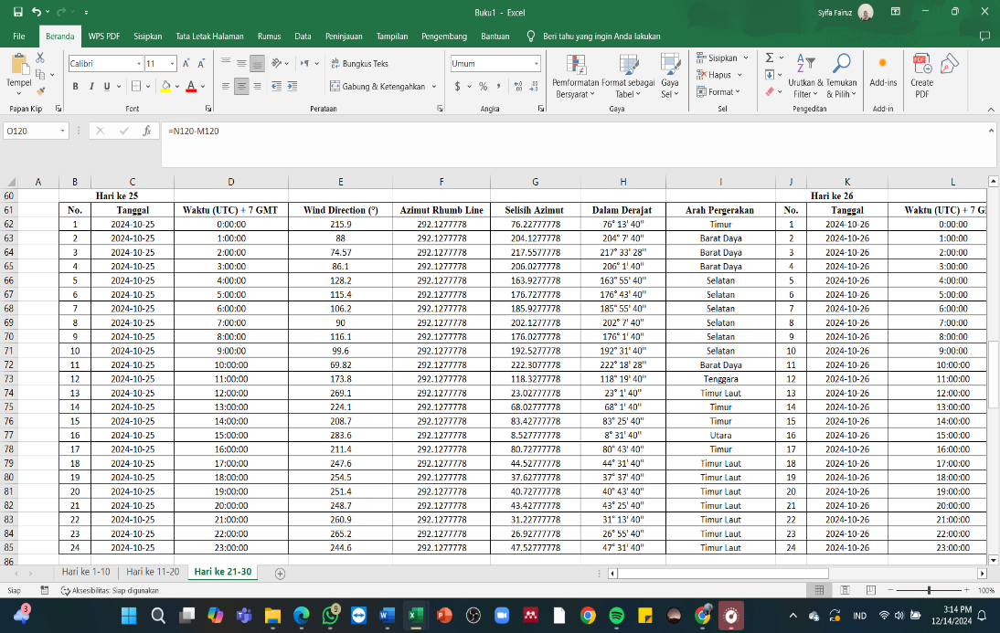 Buku1 - Excel
Syifa Fairuz
File Beranda WPS PDF Sisipkan Tata Letak Halaman Rumus Data Peninjauan Tampilan Pengembang Bantuan Beri tahu yang ingin Anda lakukan
Tempel
Papan Klip
Calibri 11
B I U
Font
Bungkus Teks
Gabung & Ketengahkan
Perataan
Umum
$ % ,
Angka
Pemformatan Bersyarat
Format sebagai Tabel
Gaya Sel
Gaya
Sisipkan
Hapus
Format
Sel
Urutkan & Filter
Temukan & Pilih
Pengeditan
Add-ins
Add-in
Create PDF
O120 fx =N120-M120
A B C D E F G H I J K L
60 Hari ke 25 Hari ke 26
61 No. Tanggal Waktu (UTC) + 7 GMT Wind Direction (°) Azimut Rhumb Line Selisih Azimut Dalam Derajat Arah Pergerakan No. Tanggal Waktu (UTC) + 7 G
62 1 2024-10-25 0:00:00 215.9 292.1277778 76.22777778 76° 13' 40" Timur 1 2024-10-26 0:00:00
63 2 2024-10-25 1:00:00 88 292.1277778 204.1277778 204° 7' 40" Barat Daya 2 2024-10-26 1:00:00
64 3 2024-10-25 2:00:00 74.57 292.1277778 217.5577778 217° 33' 28" Barat Daya 3 2024-10-26 2:00:00
65 4 2024-10-25 3:00:00 86.1 292.1277778 206.0277778 206° 1' 40" Barat Daya 4 2024-10-26 3:00:00
66 5 2024-10-25 4:00:00 128.2 292.1277778 163.9277778 163° 55' 40" Selatan 5 2024-10-26 4:00:00
67 6 2024-10-25 5:00:00 115.4 292.1277778 176.7277778 176° 43' 40" Selatan 6 2024-10-26 5:00:00
68 7 2024-10-25 6:00:00 106.2 292.1277778 185.9277778 185° 55' 40" Selatan 7 2024-10-26 6:00:00
69 8 2024-10-25 7:00:00 90 292.1277778 202.1277778 202° 7' 40" Selatan 8 2024-10-26 7:00:00
70 9 2024-10-25 8:00:00 116.1 292.1277778 176.0277778 176° 1' 40" Selatan 9 2024-10-26 8:00:00
71 10 2024-10-25 9:00:00 99.6 292.1277778 192.5277778 192° 31' 40" Selatan 10 2024-10-26 9:00:00
72 11 2024-10-25 10:00:00 69.82 292.1277778 222.3077778 222° 18' 28" Barat Daya 11 2024-10-26 10:00:00
73 12 2024-10-25 11:00:00 173.8 292.1277778 118.3277778 118° 19' 40" Tenggara 12 2024-10-26 11:00:00
74 13 2024-10-25 12:00:00 269.1 292.1277778 23.02777778 23° 1' 40" Timur Laut 13 2024-10-26 12:00:00
75 14 2024-10-25 13:00:00 224.1 292.1277778 68.02777778 68° 1' 40" Timur 14 2024-10-26 13:00:00
76 15 2024-10-25 14:00:00 208.7 292.1277778 83.42777778 83° 25' 40" Timur 15 2024-10-26 14:00:00
77 16 2024-10-25 15:00:00 283.6 292.1277778 8.527777778 8° 31' 40" Utara 16 2024-10-26 15:00:00
78 17 2024-10-25 16:00:00 211.4 292.1277778 80.72777778 80° 43' 40" Timur 17 2024-10-26 16:00:00
79 18 2024-10-25 17:00:00 247.6 292.1277778 44.52777778 44° 31' 40" Timur Laut 18 2024-10-26 17:00:00
80 19 2024-10-25 18:00:00 254.5 292.1277778 37.62777778 37° 37' 40" Timur Laut 19 2024-10-26 18:00:00
81 20 2024-10-25 19:00:00 251.4 292.1277778 40.72777778 40° 43' 40" Timur Laut 20 2024-10-26 19:00:00
82 21 2024-10-25 20:00:00 248.7 292.1277778 43.42777778 43° 25' 40" Timur Laut 21 2024-10-26 20:00:00
83 22 2024-10-25 21:00:00 260.9 292.1277778 31.22777778 31° 13' 40" Timur Laut 22 2024-10-26 21:00:00
84 23 2024-10-25 22:00:00 265.2 292.1277778 26.92777778 26° 55' 40" Timur Laut 23 2024-10-26 22:00:00
85 24 2024-10-25 23:00:00 244.6 292.1277778 47.52777778 47° 31' 40" Timur Laut 24 2024-10-26 23:00:00
86
Hari ke 1-10 Hari ke 11-20 Hari ke 21-30
Siap Aksesibilitas: Siap digunakan 100%
3 9 IND 3:14 PM
12/14/2024